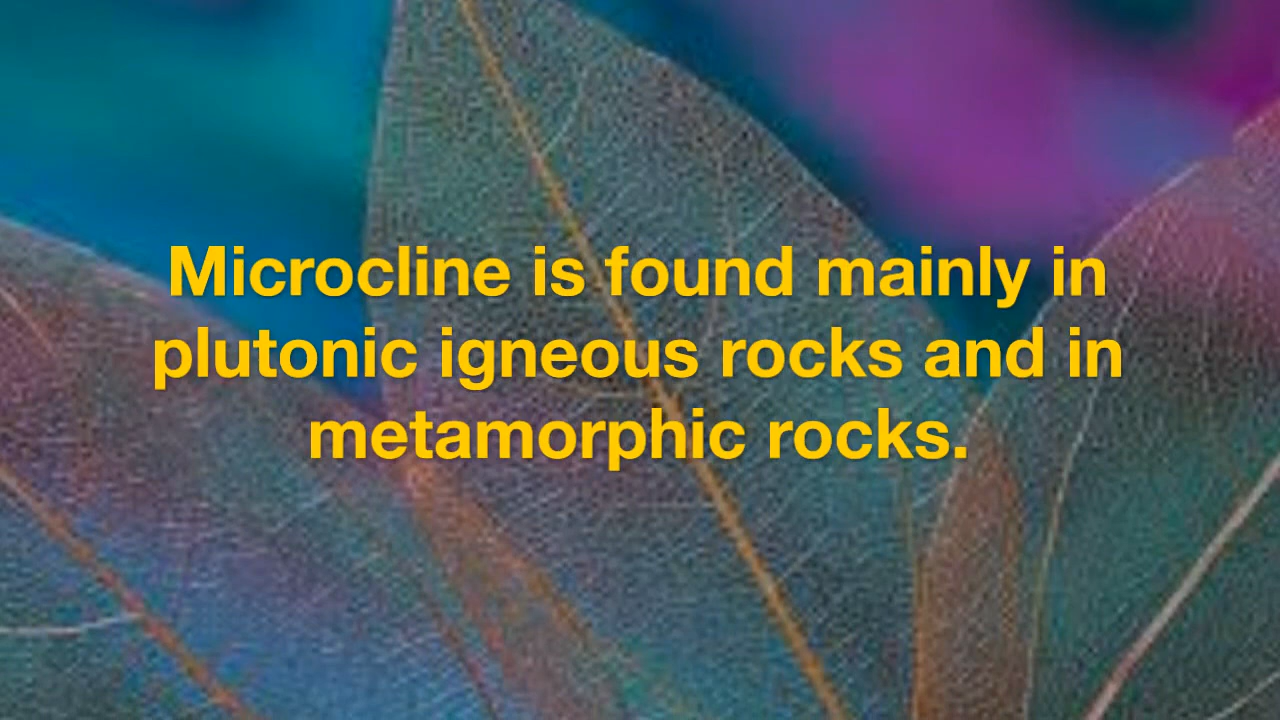 Microcline is found mainly in
plutonic igneous rocks and in
metamorphic rocks.